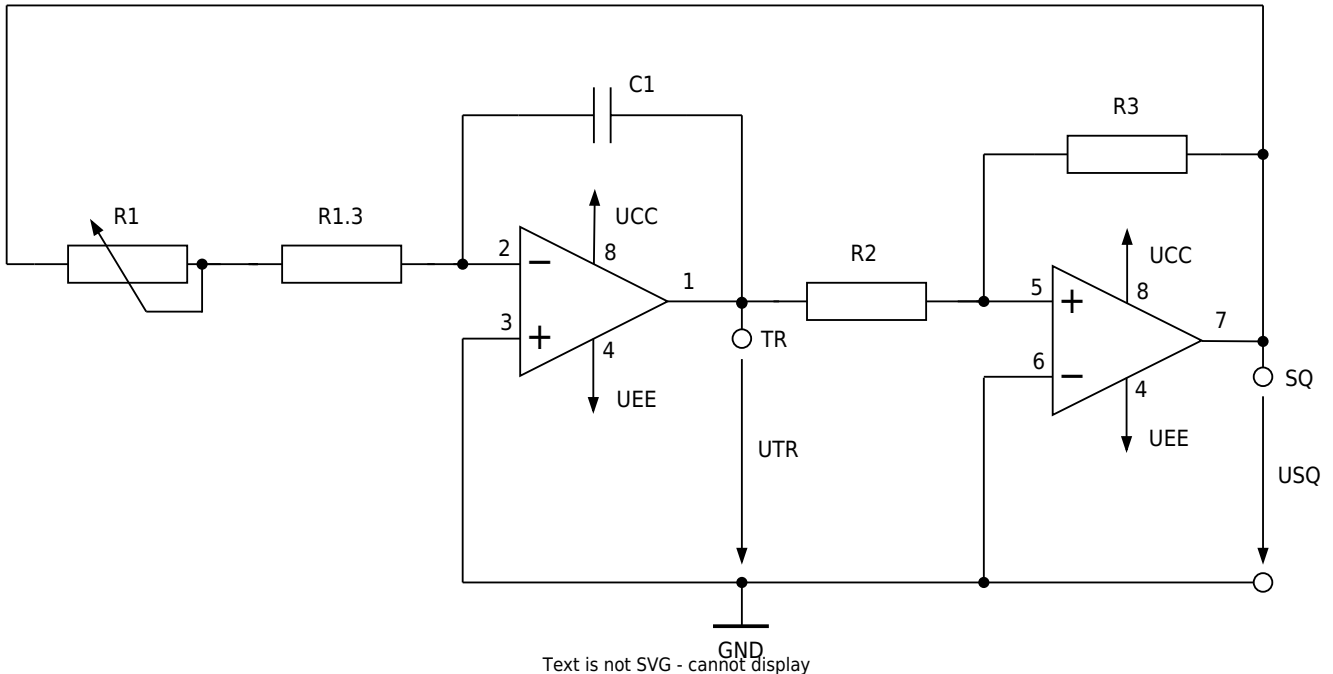 C1
R3
R1
R1.3
UCC
2
−
8
R2
UCC
1
5
+
8
3
+
4
TR
7
6
−
4
SQ
UEE
UEE
UTR
USQ
GND
Text is not SVG - cannot display